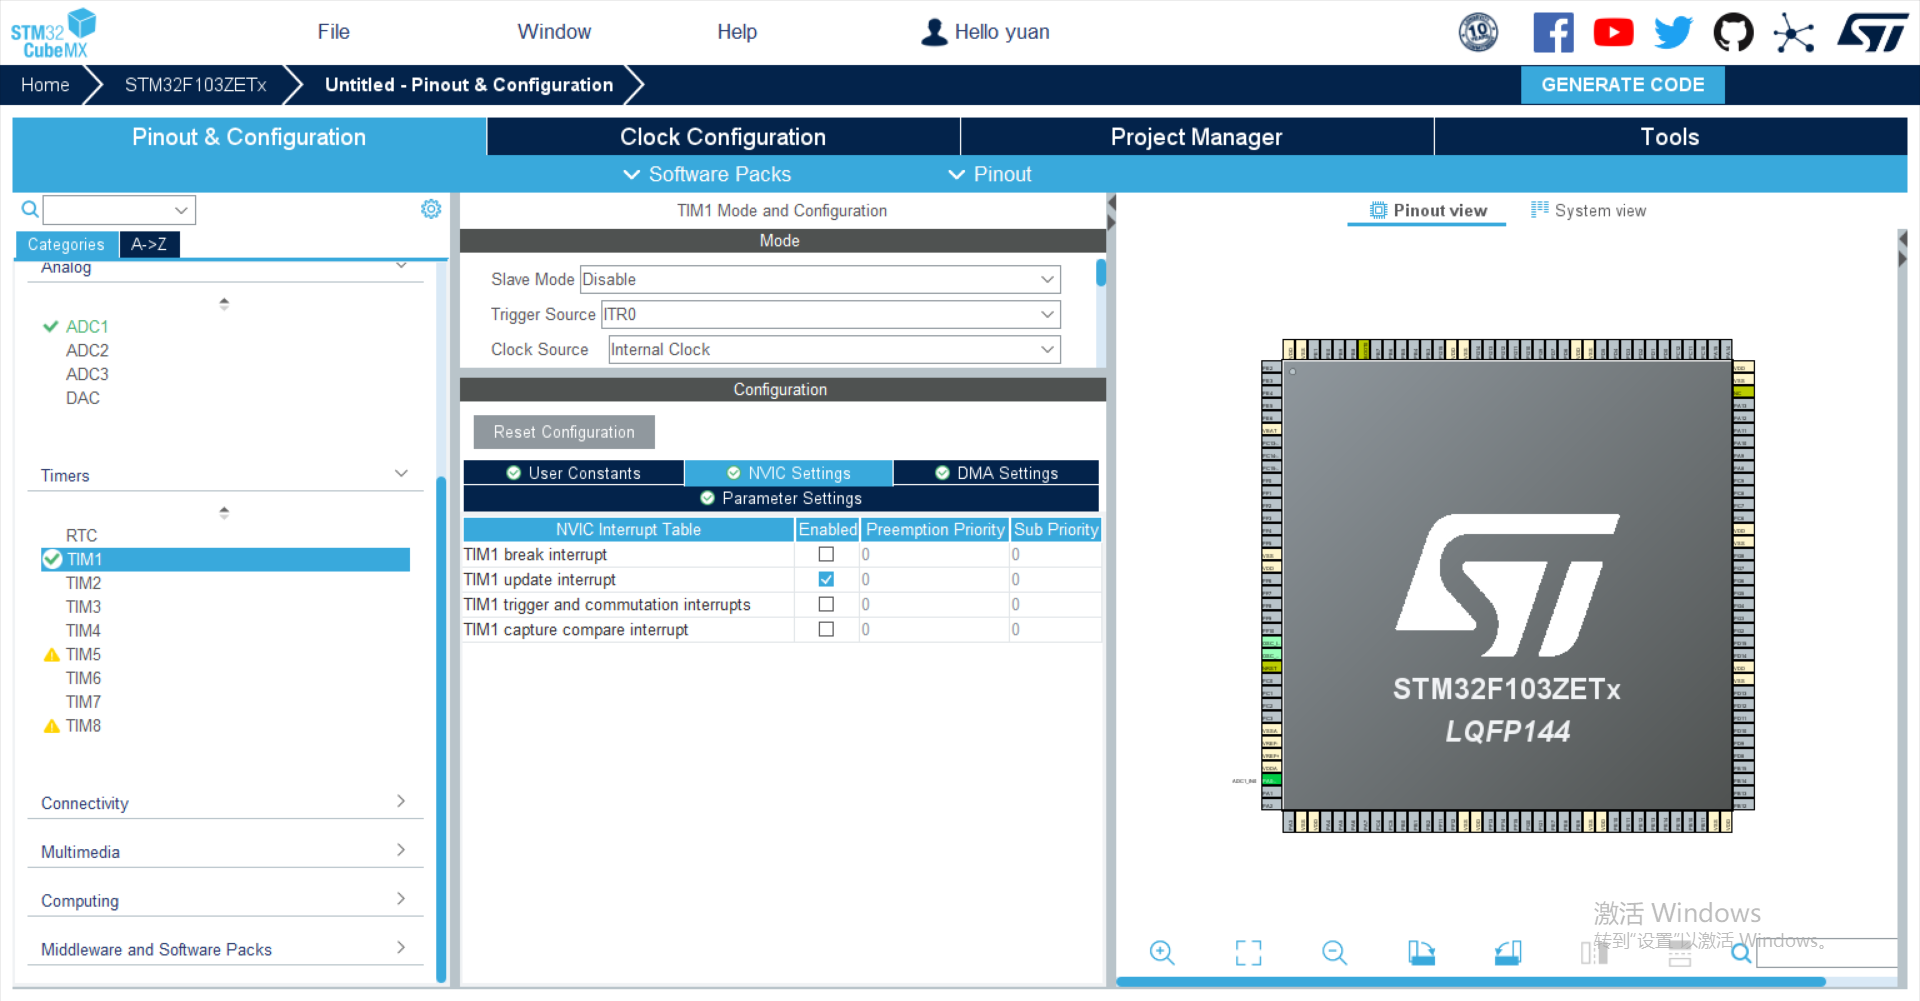 STM32
CubeMX
File
Window
Help
Hello yuan
10
Home
STM32F103ZETx
Untitled - Pinout & Configuration
GENERATE CODE
Pinout & Configuration
Clock Configuration
Project Manager
Tools
Software Packs
Pinout
Categories
A->Z
Analog
ADC1
ADC2
ADC3
DAC
Timers
RTC
TIM1
TIM2
TIM3
TIM4
TIM5
TIM6
TIM7
TIM8
Connectivity
Multimedia
Computing
Middleware and Software Packs
TIM1 Mode and Configuration
Mode
Slave Mode Disable
Trigger Source ITR0
Clock Source Internal Clock
Configuration
Reset Configuration
User Constants
NVIC Settings
DMA Settings
Parameter Settings
NVIC Interrupt Table Enabled Preemption Priority Sub Priority
TIM1 break interrupt 0 0
TIM1 update interrupt 0 0
TIM1 trigger and commutation interrupts 0 0
TIM1 capture compare interrupt 0 0
Pinout view
System view
STM32F103ZETx
LQFP144
激活 Windows
转到"设置"以激活 Windows。